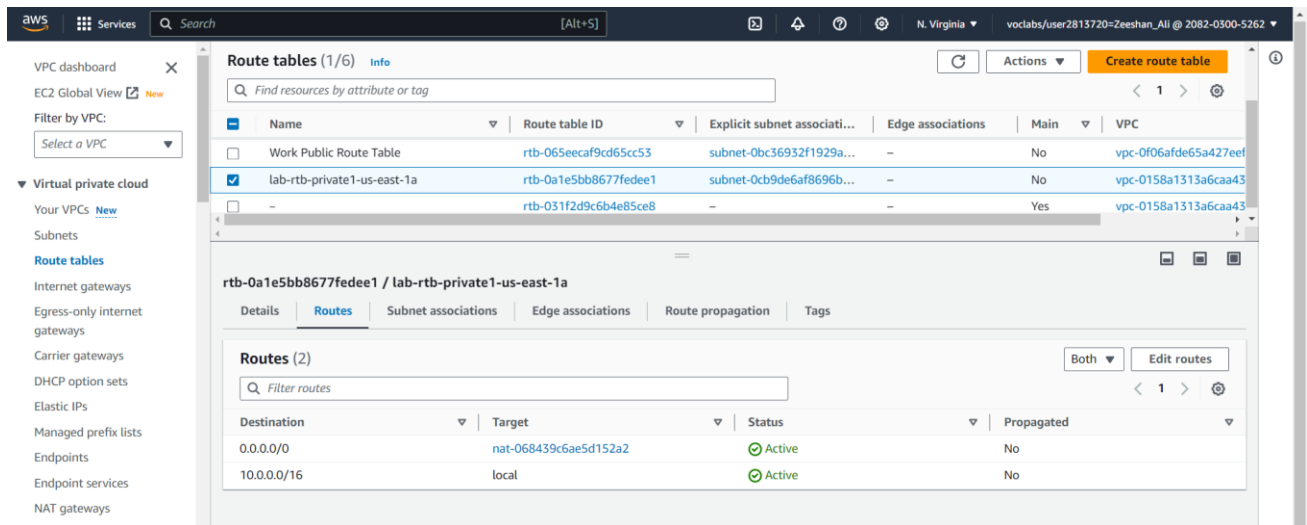 aws Services Search [Alt+S] N. Virginia voclabs/user2813720=Zeeshan_Ali @ 2082-0300-5262
VPC dashboard
EC2 Global View New
Filter by VPC:
Select a VPC
Virtual private cloud
Your VPCs New
Subnets
Route tables
Internet gateways
Egress-only internet
gateways
Carrier gateways
DHCP option sets
Elastic IPs
Managed prefix lists
Endpoints
Endpoint services
NAT gateways
Route tables (1/6) Info Actions Create route table
Find resources by attribute or tag 1
Name Route table ID Explicit subnet associati... Edge associations Main VPC
Work Public Route Table rtb-065eecaf9cd65cc53 subnet-0bc36932f1929a... – No vpc-0f06afde65a427eef
lab-rtb-private1-us-east-1a rtb-0a1e5bb8677fedee1 subnet-0cb9de6af8696b... – No vpc-0158a1313a6caa43
– rtb-031f2d9c6b4e85ce8 – – Yes vpc-0158a1313a6caa43
rtb-0a1e5bb8677fedee1 / lab-rtb-private1-us-east-1a
Details Routes Subnet associations Edge associations Route propagation Tags
Routes (2) Both Edit routes
Filter routes 1
Destination Target Status Propagated
0.0.0.0/0 nat-068439c6ae5d152a2 Active No
10.0.0.0/16 local Active No